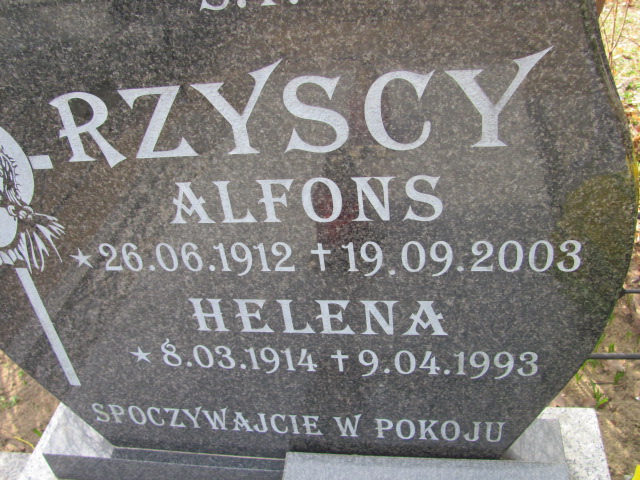 Ś.P.
RZYSCY
ALFONS
★26.06.1912 ✝19.09.2003
HELENA
★8.03.1914 ✝9.04.1993
SPOCZYWAJCIE W POKOJU